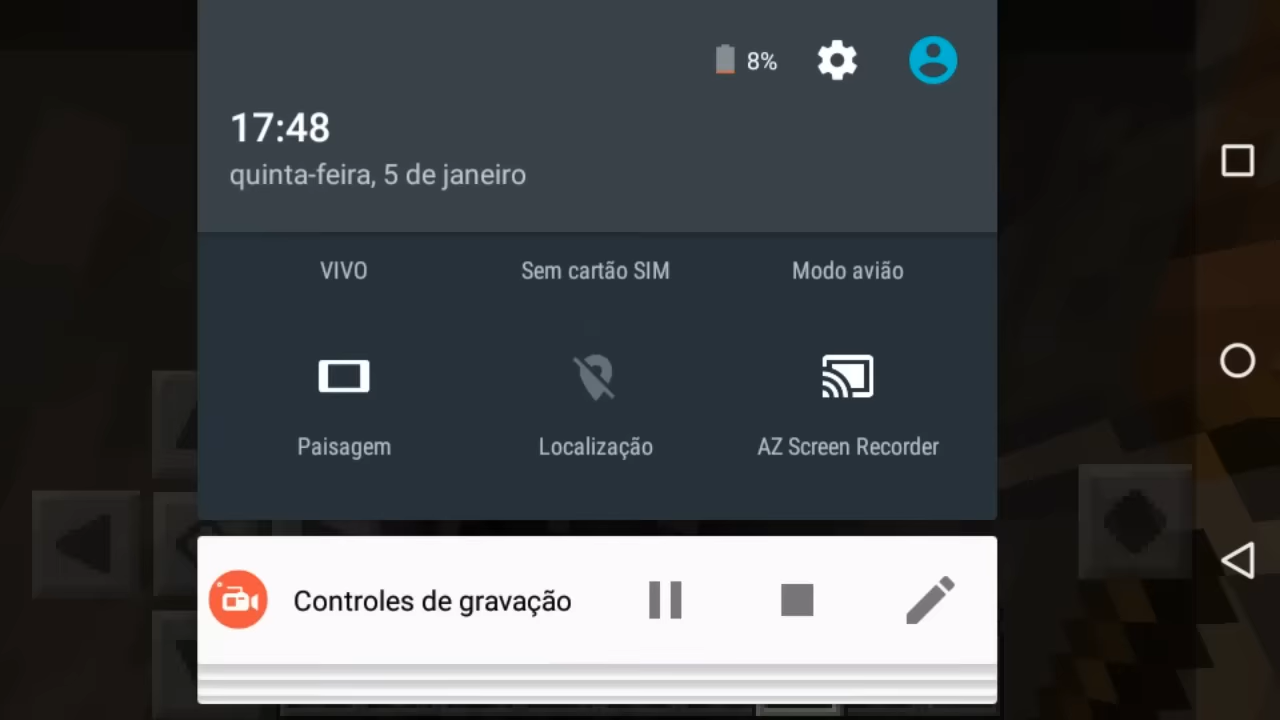 8%
17:48
quinta-feira, 5 de janeiro
VIVO
Sem cartão SIM
Modo avião
Paisagem
Localização
AZ Screen Recorder
Controles de gravação